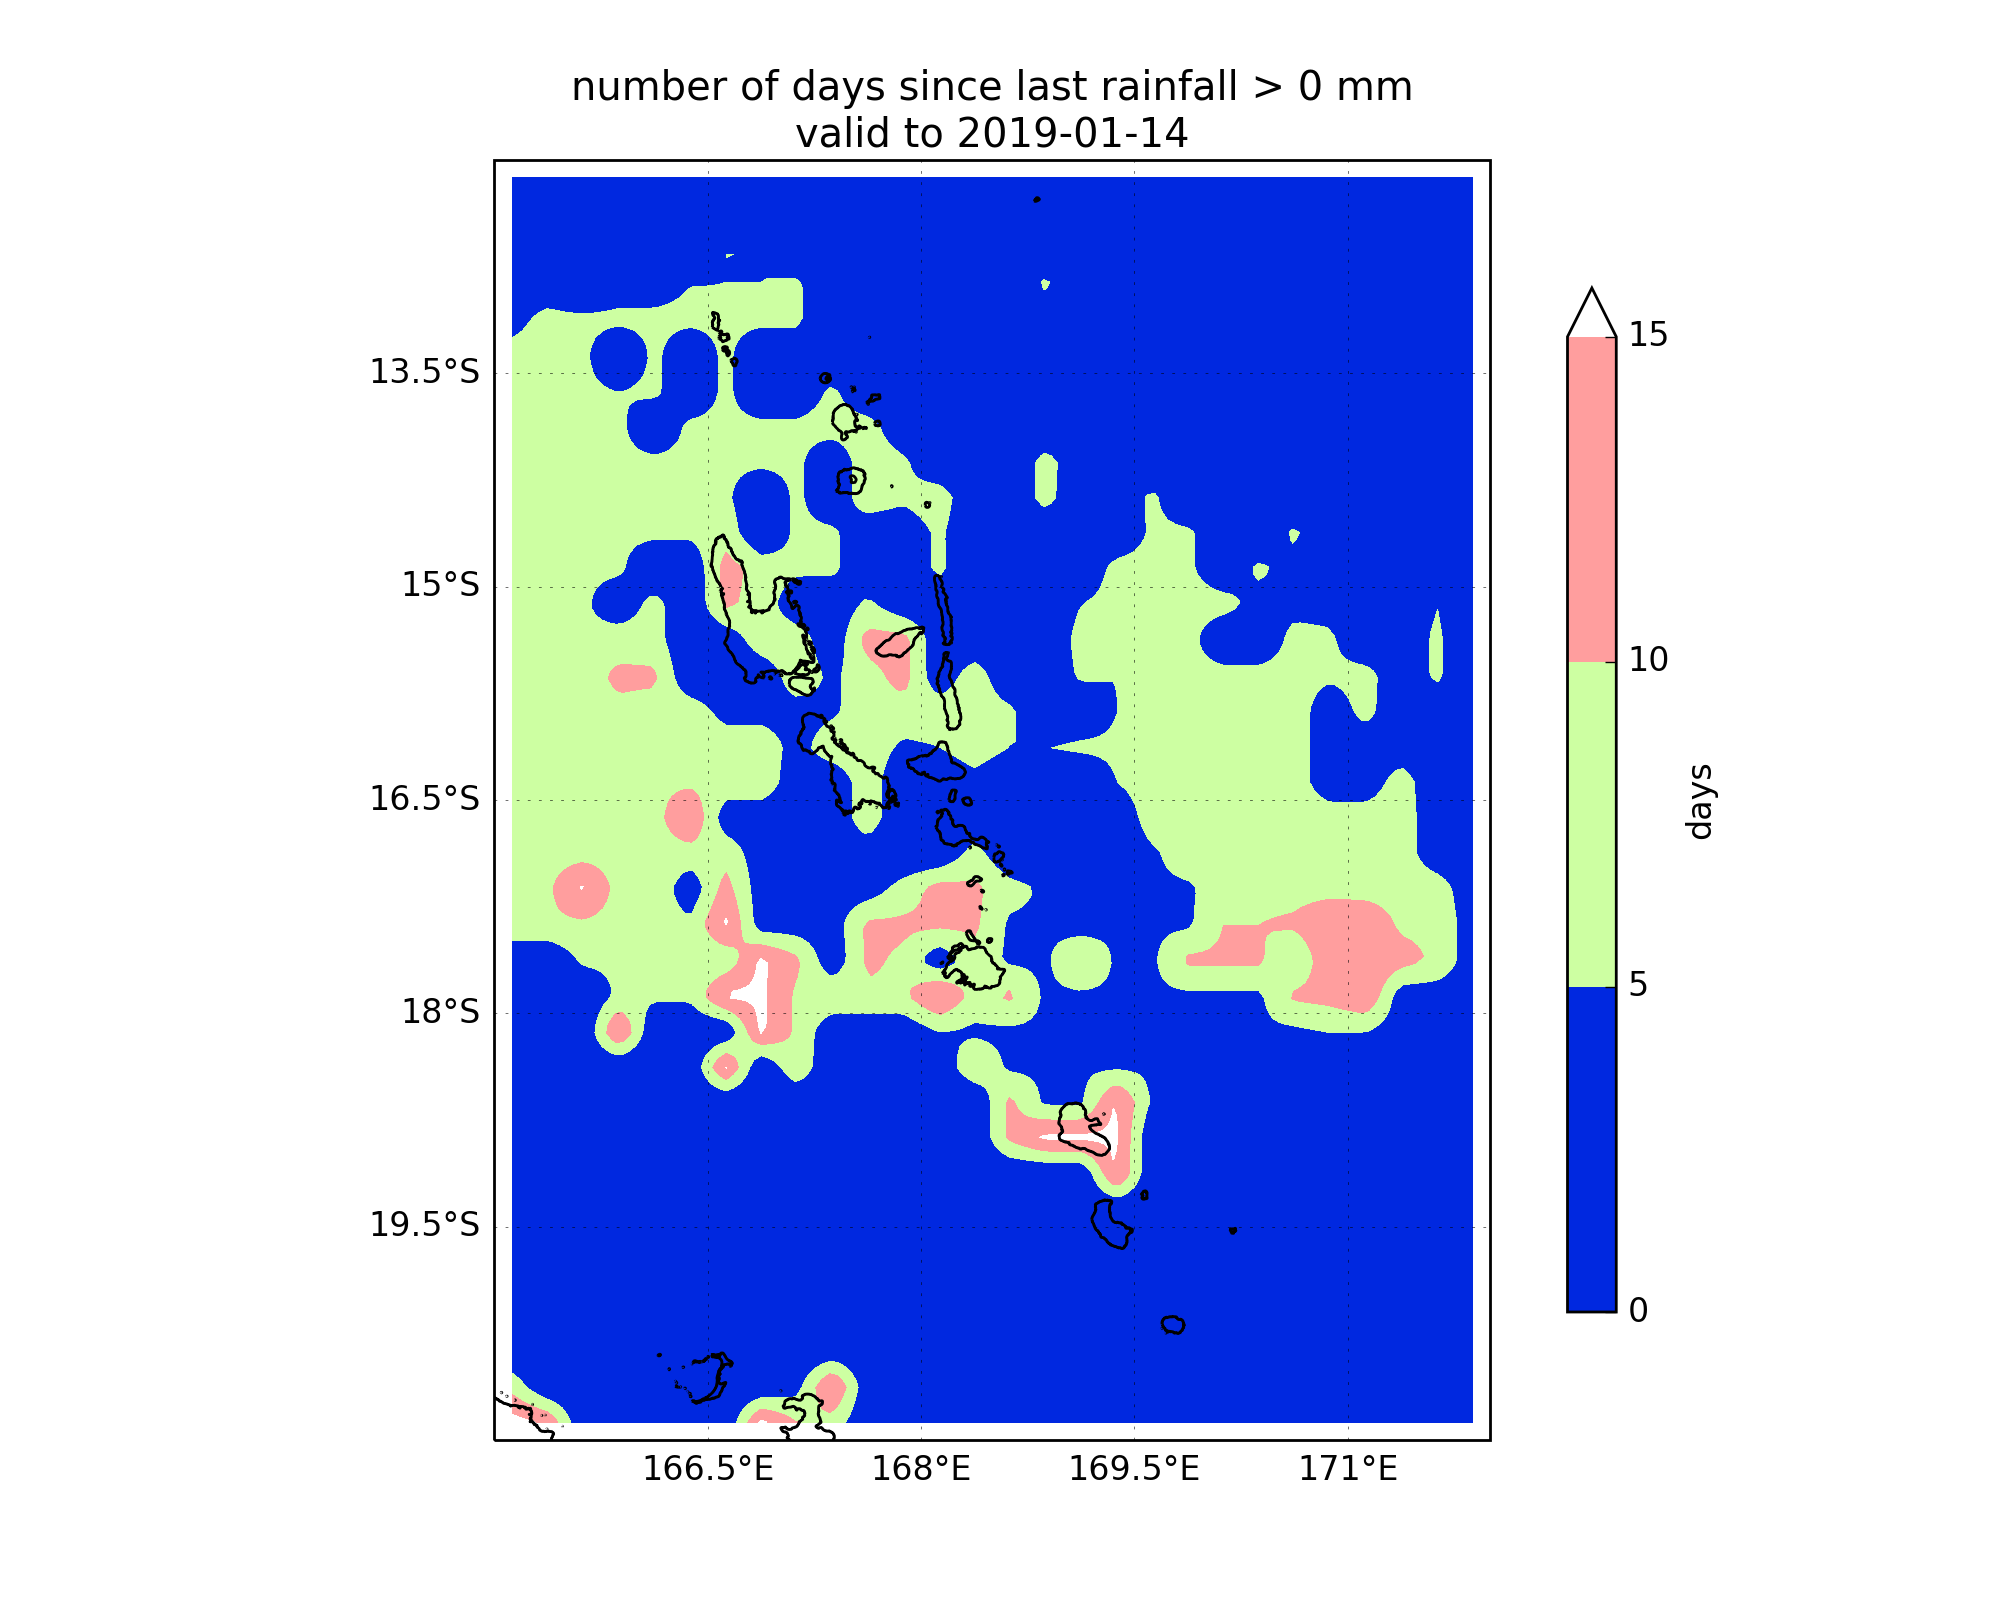 number of days since last rainfall > 0 mm
valid to 2019-01-14
13.5°S
15°S
16.5°S
18°S
19.5°S
166.5°E
168°E
169.5°E
171°E
15
10
5
0
days